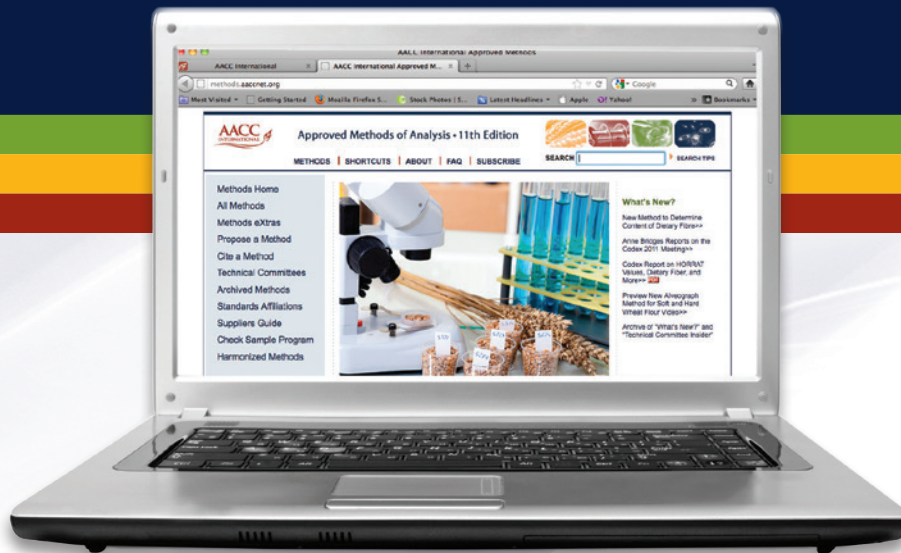 AACC International Approved Methods
AACC International
AACC International Approved M...
methods.aaccnet.org
Google
Most Visited
Getting Started
Mozilla Firefox S...
Stock Photos | S...
Latest Headlines
Apple
Yahoo!
»
Bookmarks
AACC
INTERNATIONAL
Approved Methods of Analysis • 11th Edition
METHODS | SHORTCUTS | ABOUT | FAQ | SUBSCRIBE
SEARCH
SEARCH TIPS
Methods Home
All Methods
Methods eXtras
Propose a Method
Cite a Method
Technical Committees
Archived Methods
Standards Affiliations
Suppliers Guide
Check Sample Program
Harmonized Methods
What's New?
New Method to Determine
Content of Dietary Fibre>>
Anne Bridges Reports on the
Codex 2011 Meeting>>
Codex Report on HORRAT
Values, Dietary Fiber, and
More>> PDF
Preview New Alveograph
Method for Soft and Hard
Wheat Flour Video>>
Archive of "What's New?" and
"Technical Committee Insider"